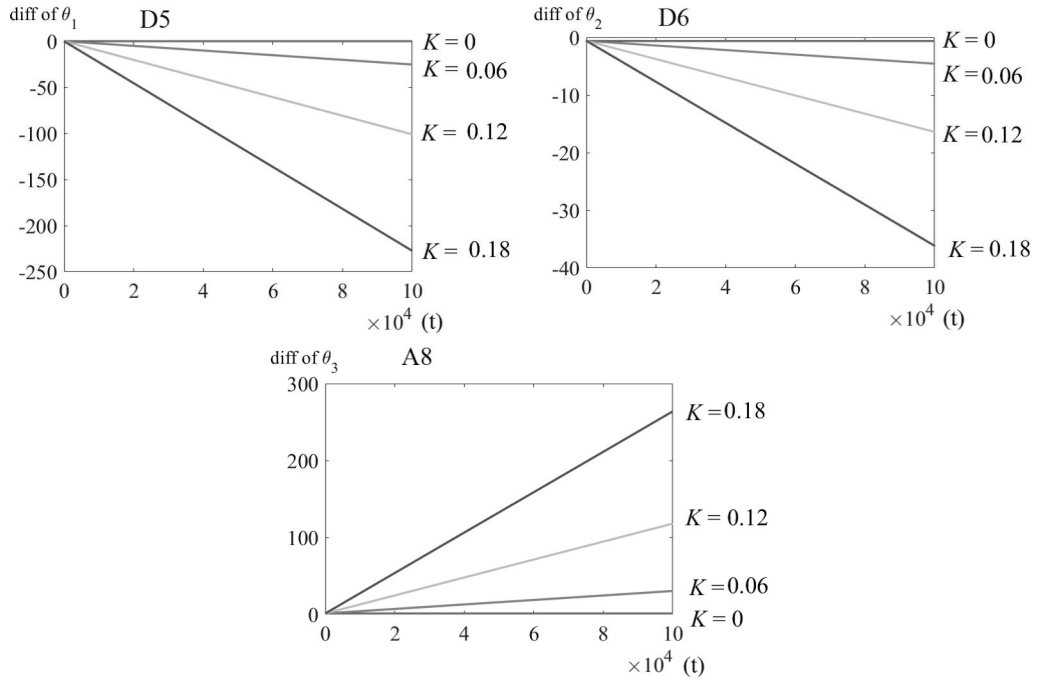 diff of θ1 D5
0
-50
-100
-150
-200
-250
K = 0
K = 0.06
K = 0.12
K = 0.18
0 2 4 6 8 10
×10^4 (t)
diff of θ2 D6
0
-10
-20
-30
-40
K = 0
K = 0.06
K = 0.12
K = 0.18
0 2 4 6 8 10
×10^4 (t)
diff of θ3 A8
300
200
100
0
K = 0.18
K = 0.12
K = 0.06
K = 0
0 2 4 6 8 10
×10^4 (t)